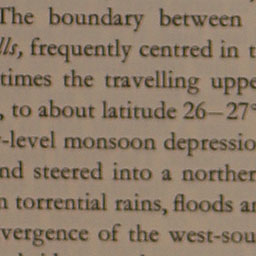 The boundary between
lls, frequently centred in t
times the travelling uppe
, to about latitude 26–27°
-level monsoon depressio
nd steered into a norther
n torrential rains, floods a
vergence of the west-sou